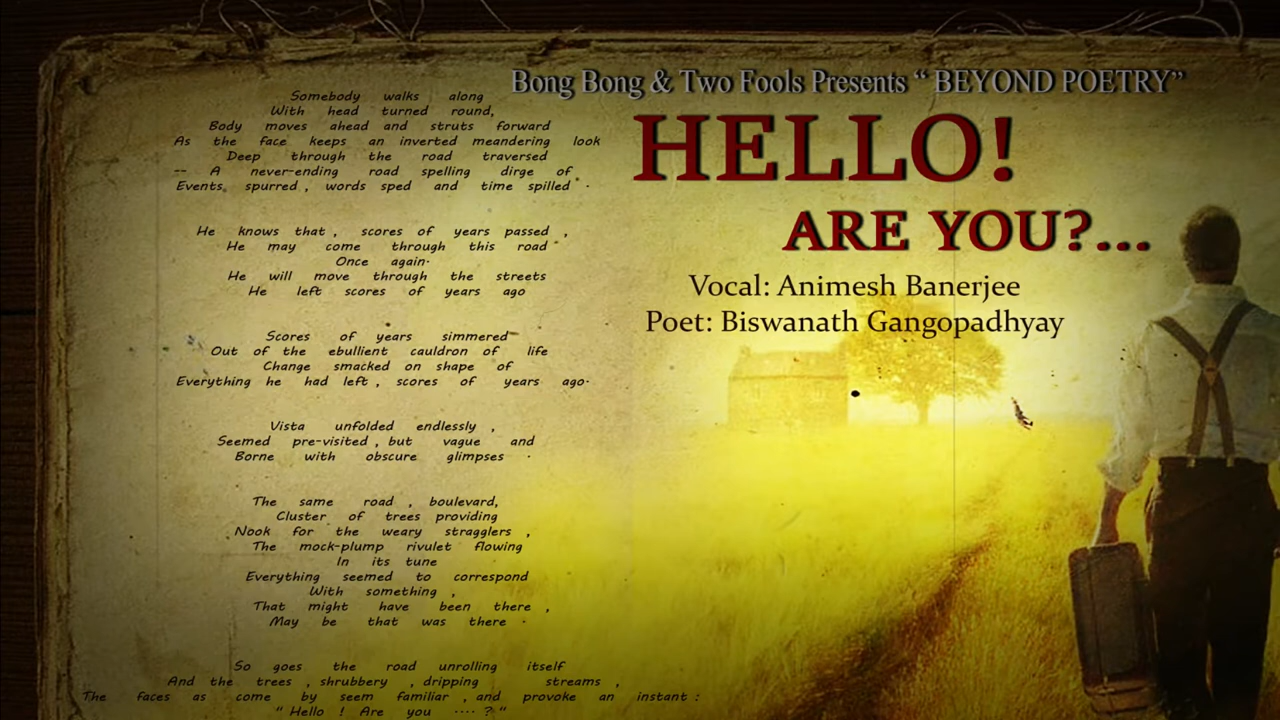 Bong Bong & Two Fools Presents “ BEYOND POETRY”
HELLO!
ARE YOU?...
Vocal: Animesh Banerjee
Poet: Biswanath Gangopadhyay
Somebody walks along
With head turned round,
Body moves ahead and struts forward
As the face keeps an inverted meandering look
Deep through the road traversed
-- A never-ending road spelling dirge of
Events spurred , words sped and time spilled .
He knows that , scores of years passed ,
He may come through this road
Once again.
He will move through the streets
He left scores of years ago
Scores of years simmered
Out of the ebullient cauldron of life
Change smacked on shape of
Everything he had left , scores of years ago.
Vista unfolded endlessly ,
Seemed pre-visited , but vague and
Borne with obscure glimpses .
The same road , boulevard,
Cluster of trees providing
Nook for the weary stragglers ,
The mock-plump rivulet flowing
In its tune
Everything seemed to correspond
With something ,
That might have been there ,
May be that was there .
So goes the road unrolling itself
And the trees , shrubbery , dripping streams ,
The faces as come by seem familiar , and provoke an instant :
" Hello ! Are you .... ? "